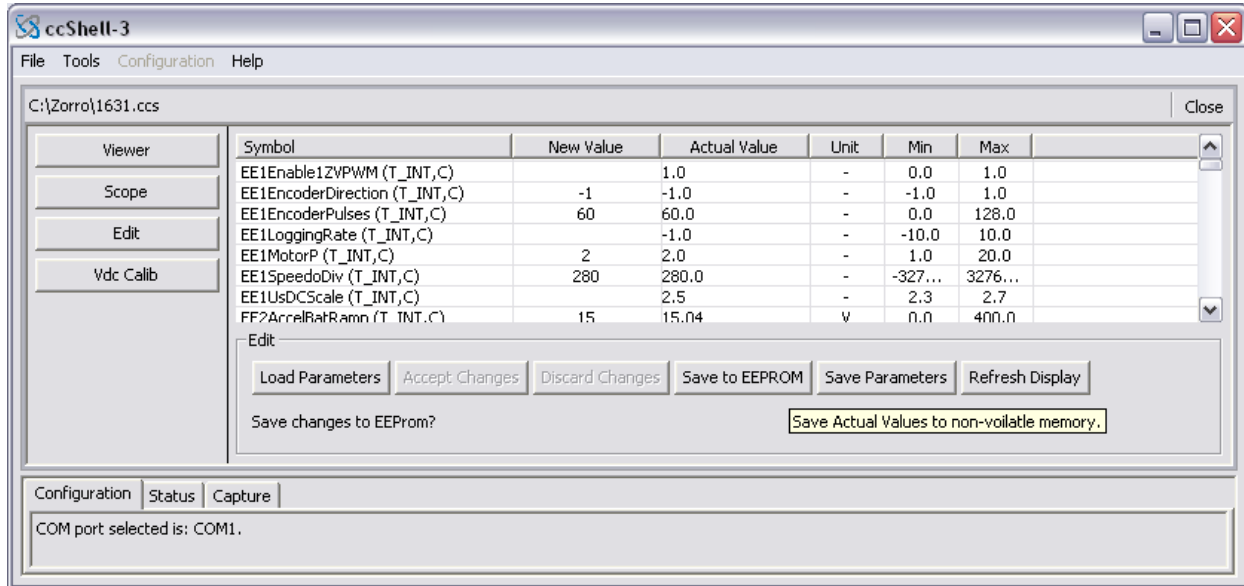 ccShell-3
File Tools Configuration Help
C:\Zorro\1631.ccs Close
Viewer
Scope
Edit
Vdc Calib
Symbol New Value Actual Value Unit Min Max
EE1Enable1ZVPWM (T_INT,C) 1.0 - 0.0 1.0
EE1EncoderDirection (T_INT,C) -1 -1.0 - -1.0 1.0
EE1EncoderPulses (T_INT,C) 60 60.0 - 0.0 128.0
EE1LoggingRate (T_INT,C) -1.0 - -10.0 10.0
EE1MotorP (T_INT,C) 2 2.0 - 1.0 20.0
EE1SpeedoDiv (T_INT,C) 280 280.0 - -327... 3276...
EE1UsDCScale (T_INT,C) 2.5 - 2.3 2.7
EE2AccelBatRamp (T_INT,C) 15 15.04 V 0.0 400.0
Edit
Load Parameters Accept Changes Discard Changes Save to EEPROM Save Parameters Refresh Display
Save changes to EEProm?
Save Actual Values to non-voilatle memory.
Configuration Status Capture
COM port selected is: COM1.